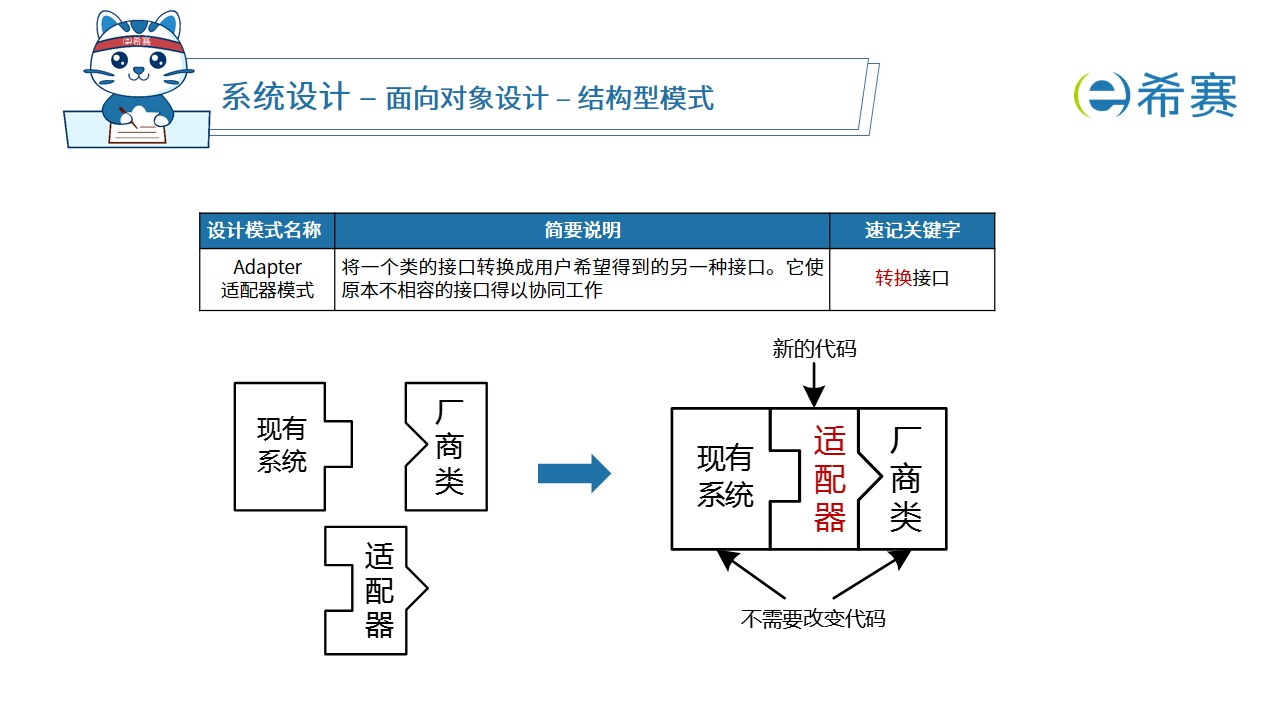 希赛
系统设计 – 面向对象设计 – 结构型模式
希赛
设计模式名称
简要说明
速记关键字
Adapter
适配器模式
将一个类的接口转换成用户希望得到的另一种接口。它使
原本不相容的接口得以协同工作
转换接口
现有
系统
厂
商
类
适
配
器
新的代码
现有
系统
适
配
器
厂
商
类
不需要改变代码